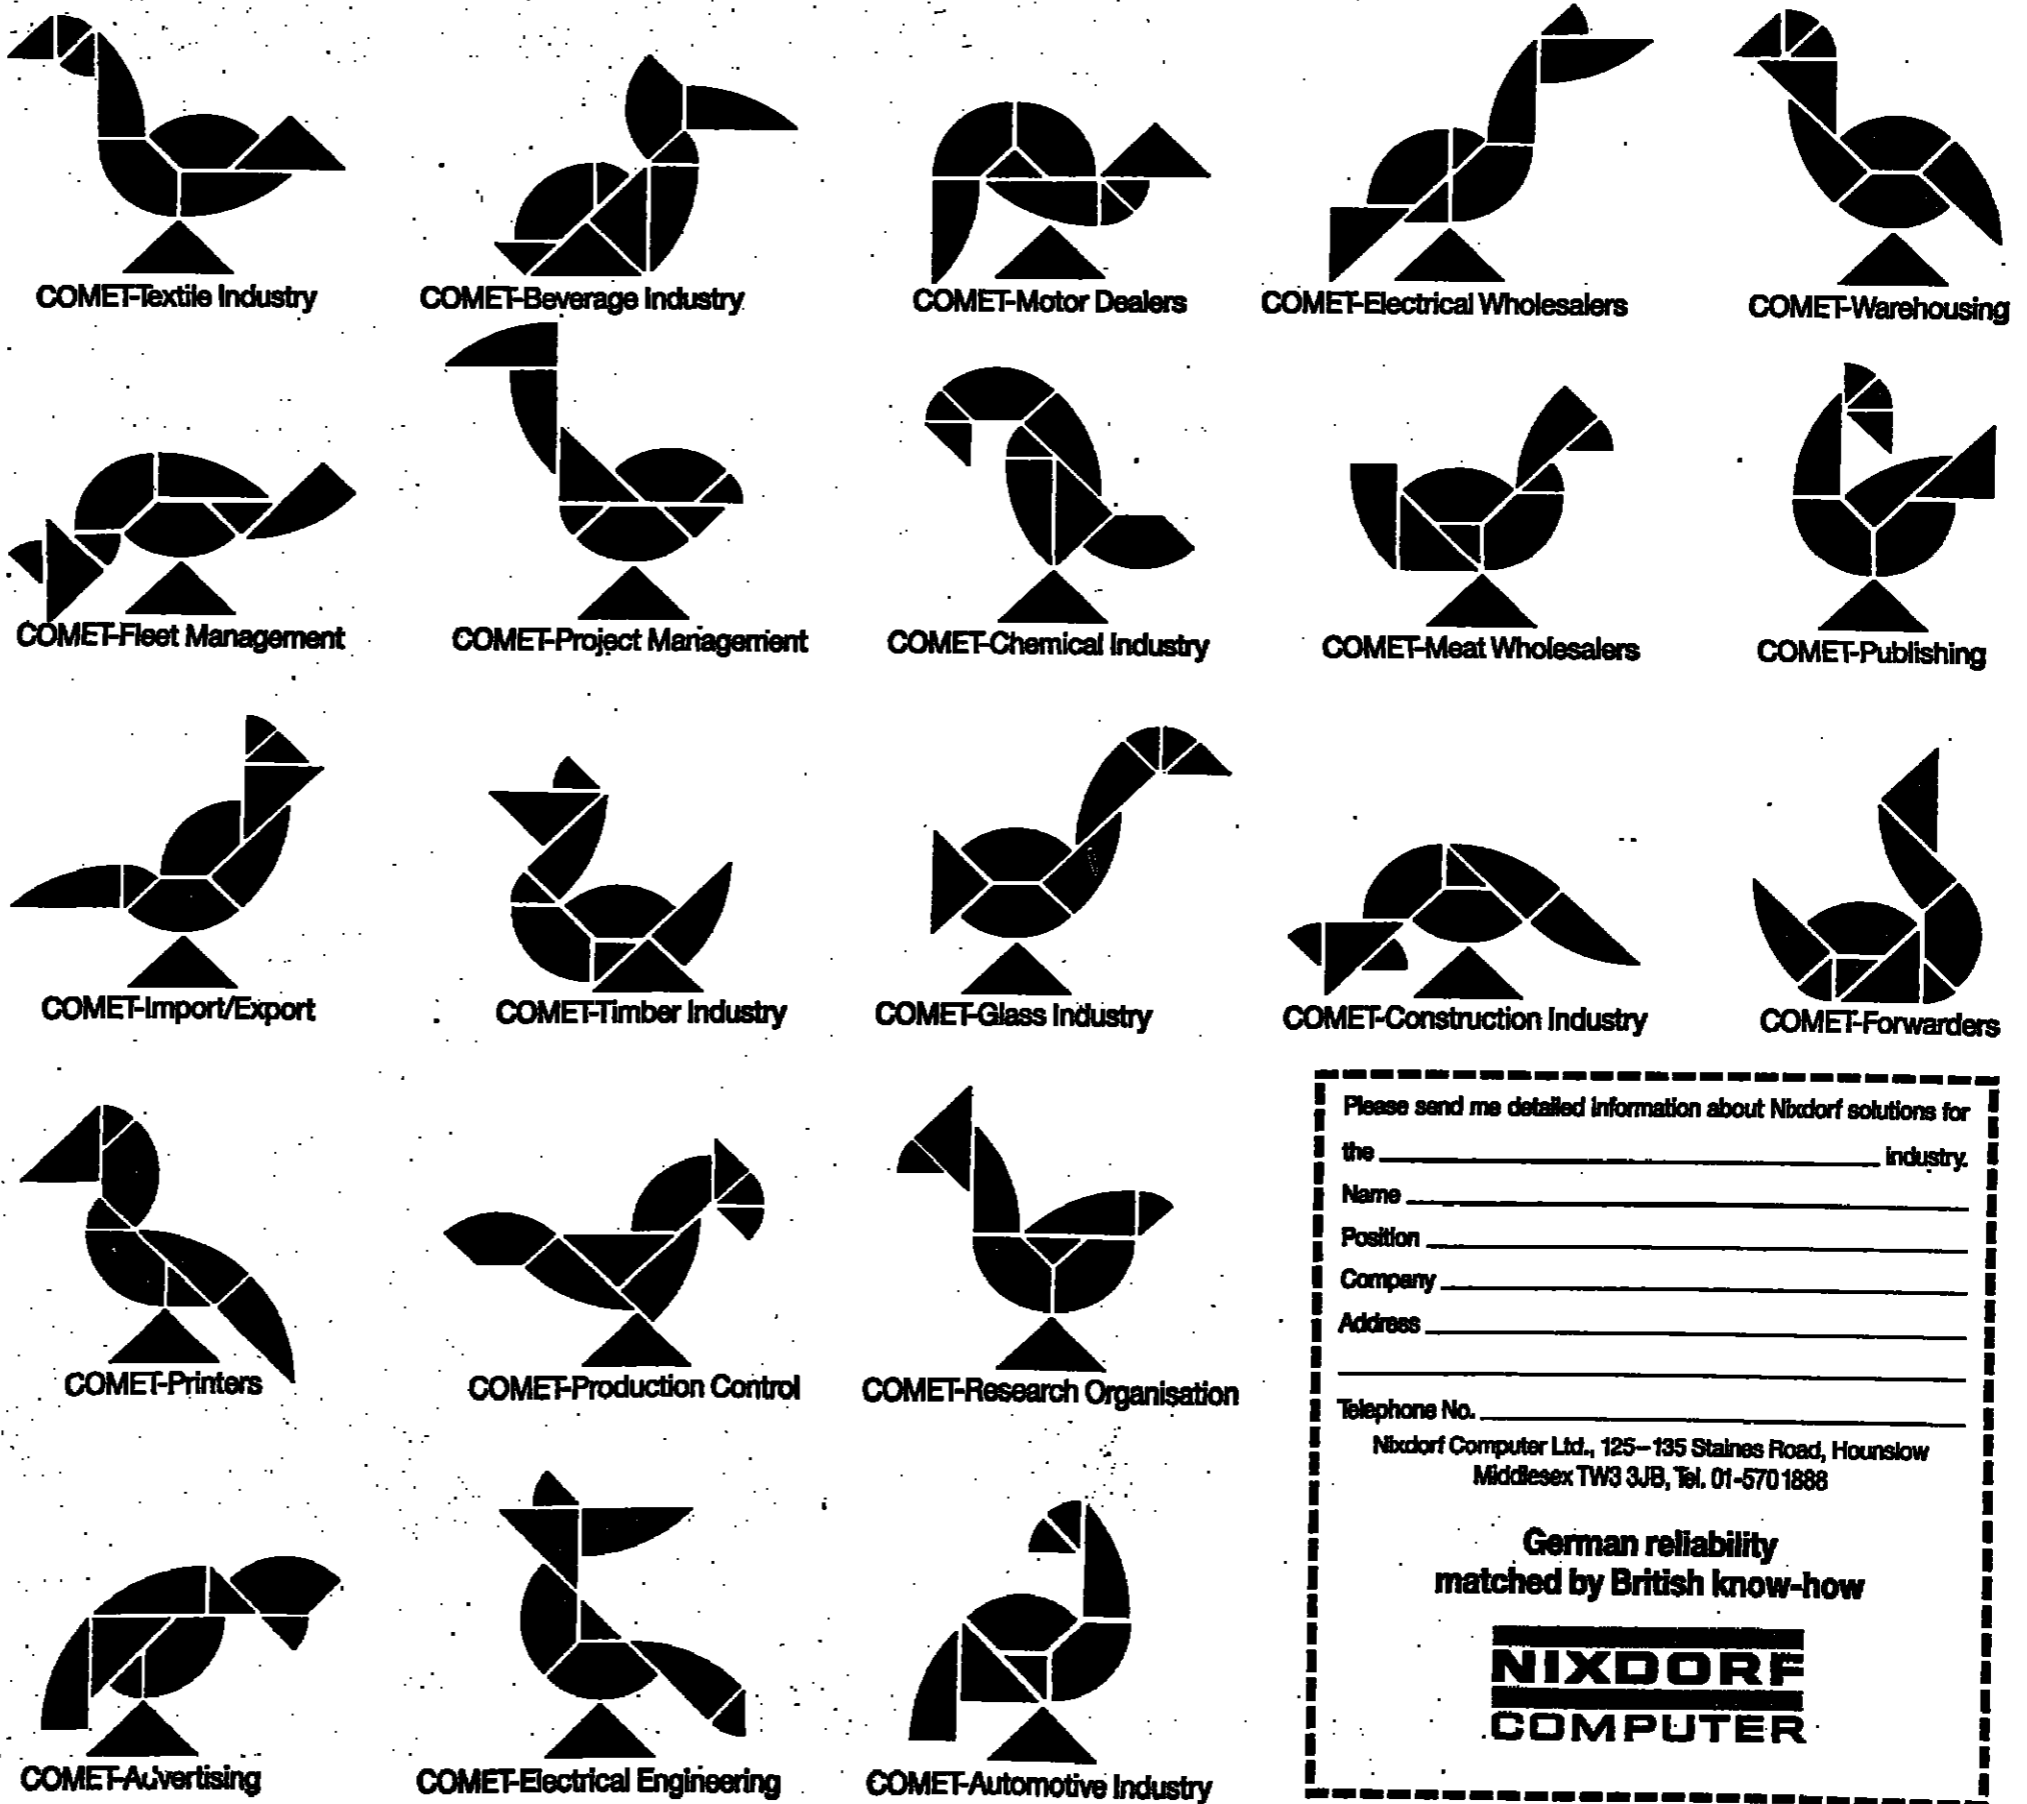 COMET-Textile Industry
COMET-Beverage Industry
COMET-Motor Dealers
COMET-Electrical Wholesalers
COMET-Warehousing
COMET-Fleet Management
COMET-Project Management
COMET-Chemical Industry
COMET-Meat Wholesalers
COMET-Publishing
COMET-Import/Export
COMET-Timber Industry
COMET-Glass Industry
COMET-Construction Industry
COMET-Forwarders
COMET-Printers
COMET-Production Control
COMET-Research Organisation
COMET-Advertising
COMET-Electrical Engineering
COMET-Automotive Industry
Please send me detailed information about Nixdorf solutions for
the industry.
Name
Position
Company
Address
Telephone No.
Nixdorf Computer Ltd., 125–135 Staines Road, Hounslow
Middlesex TW3 3JB, Tel. 01-570 1888
German reliability
matched by British know-how
NIXDORF
COMPUTER